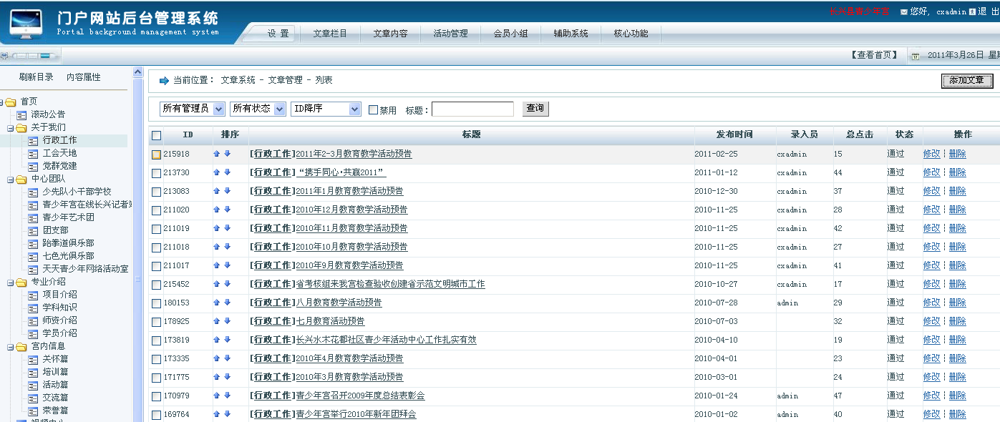 门户网站后台管理系统
Portal background management system
您好, cxadmin 退 出
设 置 文章栏目 文章内容 活动管理 会员小组 辅助系统 核心功能
【查看首页】 2011年3月26日
刷新目录 内容属性
首页
滚动公告
关于我们
行政工作
工会天地
党群党建
中心团队
少先队小干部学校
青少年宫在线长兴记者
青少年艺术团
团支部
跆拳道俱乐部
七色光俱乐部
天天青少年网络活动室
专业介绍
项目介绍
学科知识
师资介绍
学员介绍
宫内信息
关怀篇
培训篇
活动篇
交流篇
荣誉篇
当前位置： 文章系统 - 文章管理 - 列表 添加文章
所有管理员 所有状态 ID降序 禁用 标题： 查询
ID 排序 标题 发布时间 录入员 总点击 状态 操作
215918 [行政工作]2011年2-3月教育教学活动预告 2011-02-25 cxadmin 15 通过 修改┆删除
213730 [行政工作]“携手同心·共赢2011” 2011-01-12 cxadmin 44 通过 修改┆删除
213083 [行政工作]2011年1月教育教学活动预告 2010-12-30 cxadmin 37 通过 修改┆删除
211020 [行政工作]2010年12月教育教学活动预告 2010-11-25 cxadmin 28 通过 修改┆删除
211019 [行政工作]2010年11月教育教学活动预告 2010-11-25 cxadmin 42 通过 修改┆删除
211018 [行政工作]2010年10月教育教学活动预告 2010-11-25 cxadmin 27 通过 修改┆删除
211017 [行政工作]2010年9月教育教学活动预告 2010-11-25 cxadmin 41 通过 修改┆删除
215452 [行政工作]省考核组来我宫检查验收创建省示范文明城市工作 2010-10-27 cxadmin 17 通过 修改┆删除
180153 [行政工作]八月教育教学活动预告 2010-07-28 admin 29 通过 修改┆删除
178925 [行政工作]七月教育活动预告 2010-07-03 32 通过 修改┆删除
173819 [行政工作]长兴水木花都社区青少年活动中心工作扎实有效 2010-04-10 19 通过 修改┆删除
173335 [行政工作]2010年4月教育教学活动预告 2010-04-01 23 通过 修改┆删除
171775 [行政工作]2010年3月教育教学活动预告 2010-03-01 24 通过 修改┆删除
170979 [行政工作]青少年宫召开2009年度总结表彰会 2010-01-24 admin 47 通过 修改┆删除
169764 [行政工作]青少年宫举行2010年新年团拜会 2010-01-02 admin 40 通过 修改┆删除